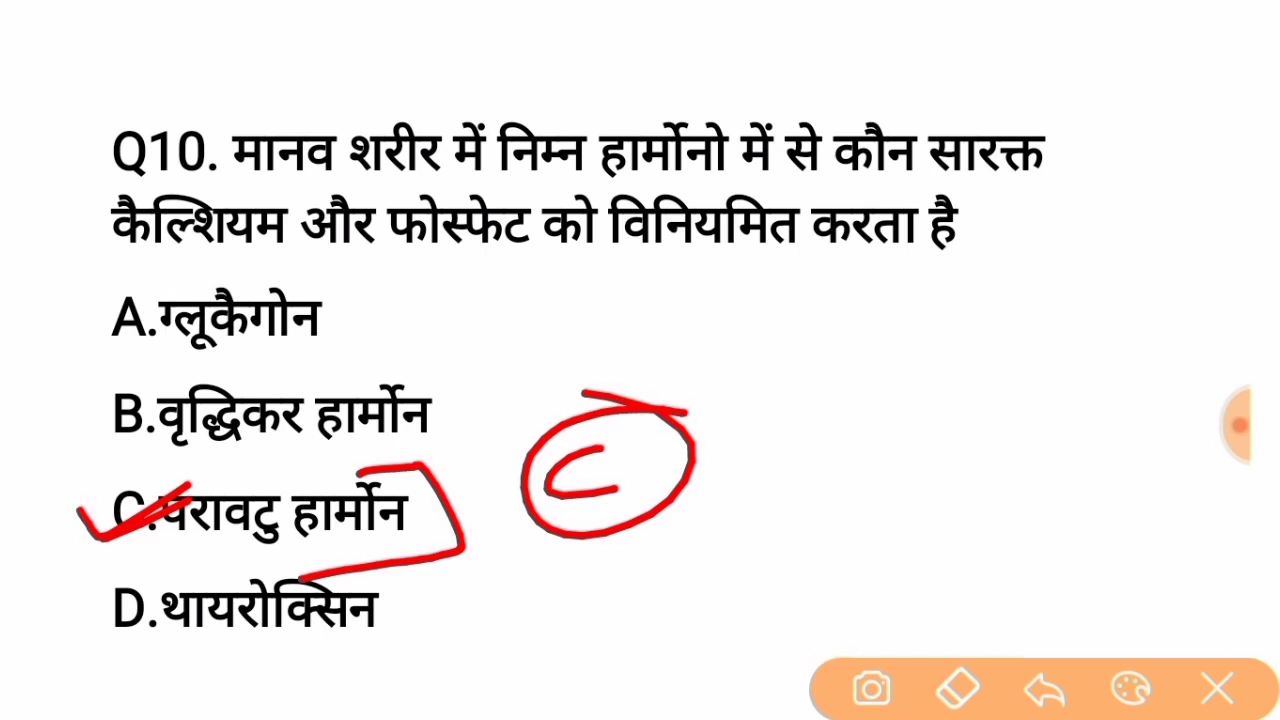 Q10. मानव शरीर में निम्न हार्मोनो में से कौन सारक्त
कैल्शियम और फोस्फेट को विनियमित करता है
A.ग्लूकैगोन
B.वृद्धिकर हार्मोन
C.परावटु हार्मोन
C
D.थायरोक्सिन